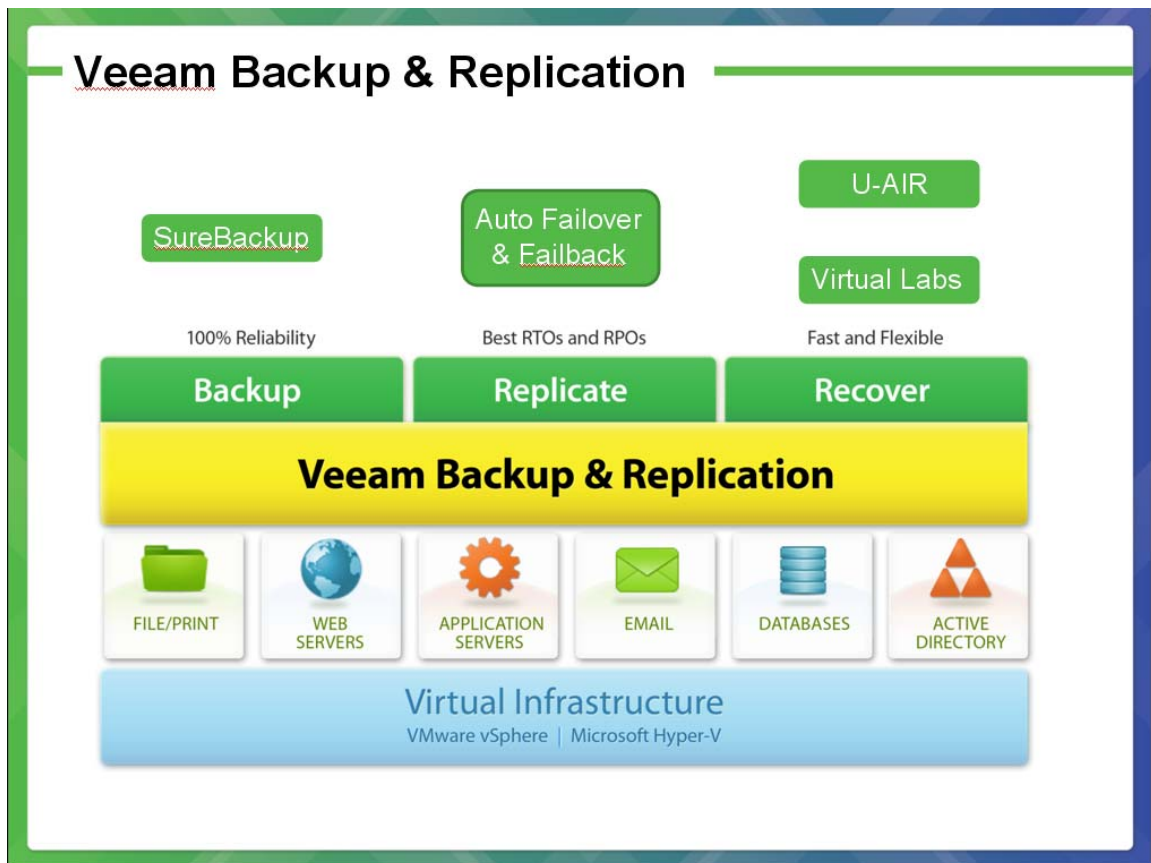 Veeam Backup & Replication
SureBackup
Auto Failover
& Failback
U-AIR
Virtual Labs
100% Reliability
Best RTOs and RPOs
Fast and Flexible
Backup
Replicate
Recover
Veeam Backup & Replication
FILE/PRINT
WEB
SERVERS
APPLICATION
SERVERS
EMAIL
DATABASES
ACTIVE
DIRECTORY
Virtual Infrastructure
VMware vSphere | Microsoft Hyper-V